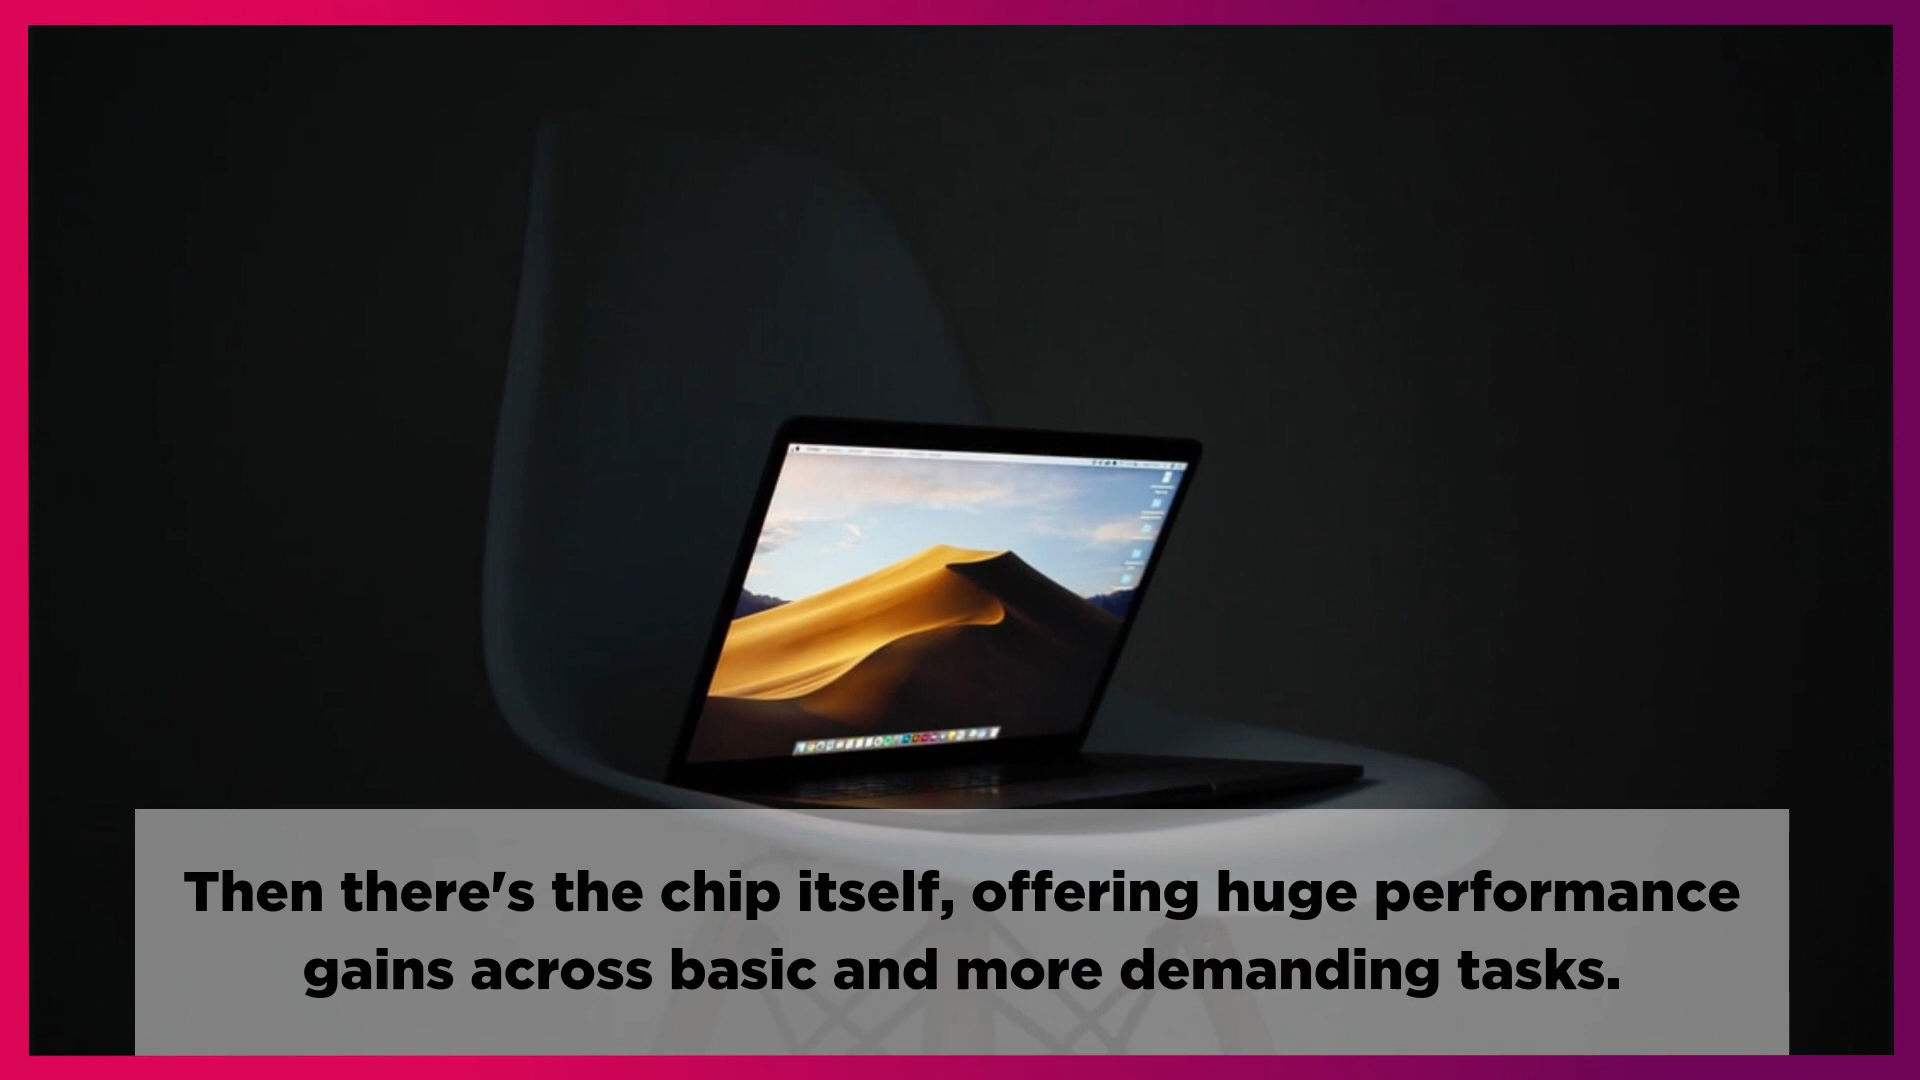 Then there's the chip itself, offering huge performance
gains across basic and more demanding tasks.